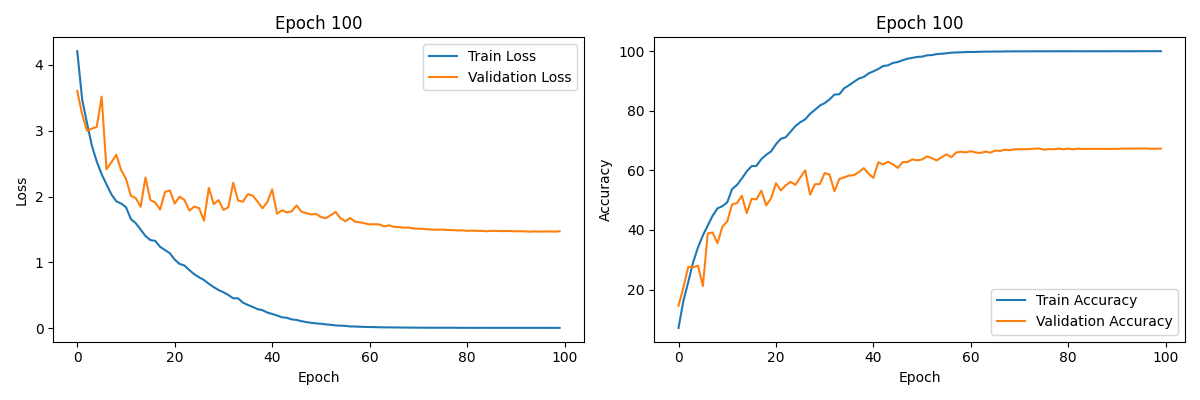 Epoch 100
Train Loss
Validation Loss
Loss
4
3
2
1
0
0 20 40 60 80 100
Epoch
Epoch 100
Accuracy
100
80
60
40
20
Train Accuracy
Validation Accuracy
0 20 40 60 80 100
Epoch